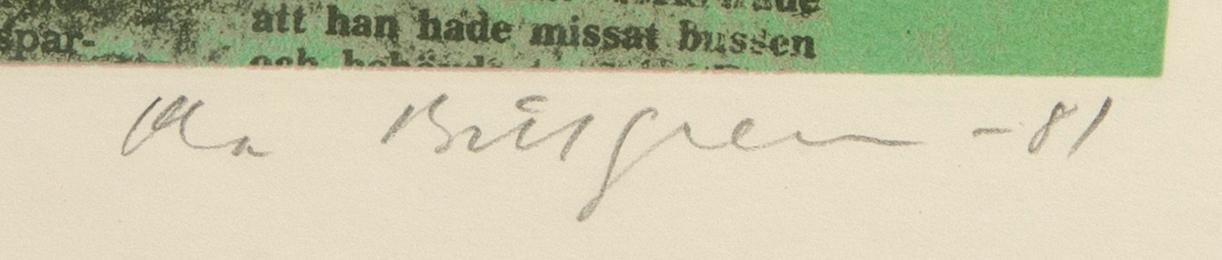 att han hade missat bussen
spar-
Ola Billgren -81